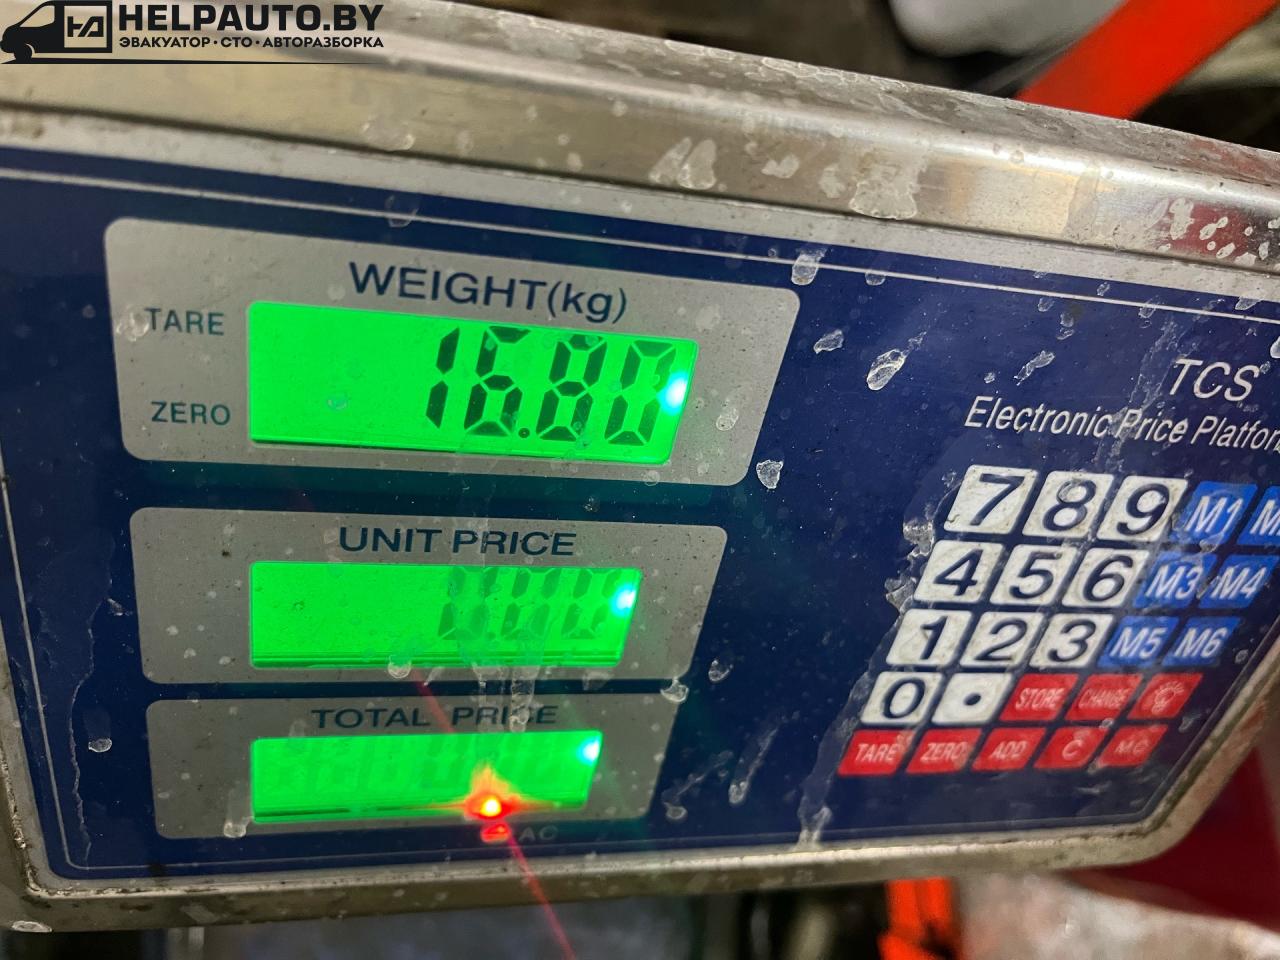 HELPAUTO.BY
ЭВАКУАТОР · СТО · АВТОРАЗБОРКА
WEIGHT(kg)
TARE
ZERO
16.80
UNIT PRICE
0.00
TOTAL PRICE
AC
TCS
Electronic Price
7 8 9 M1
4 5 6 M3 M4
1 2 3 M5 M6
0 . STORE CHANGE
TARE ZERO ADD C MC